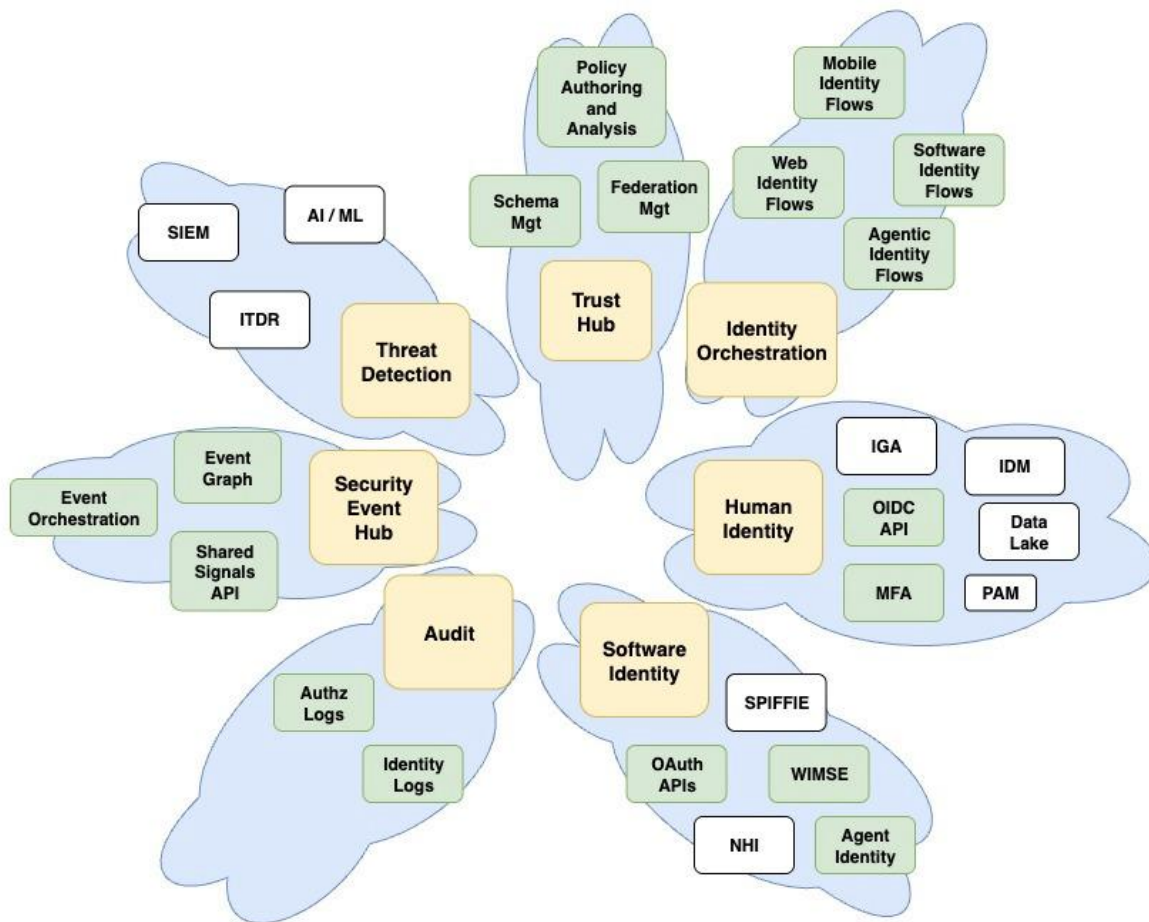 Policy
Authoring
and
Analysis
Schema
Mgt
Federation
Mgt
Trust
Hub
Mobile
Identity
Flows
Web
Identity
Flows
Software
Identity
Flows
Agentic
Identity
Flows
Identity
Orchestration
SIEM
AI / ML
ITDR
Threat
Detection
Event
Graph
Event
Orchestration
Shared
Signals
API
Security
Event
Hub
IGA
IDM
Human
Identity
OIDC
API
Data
Lake
MFA
PAM
Audit
Authz
Logs
Identity
Logs
Software
Identity
SPIFFIE
OAuth
APIs
WIMSE
NHI
Agent
Identity